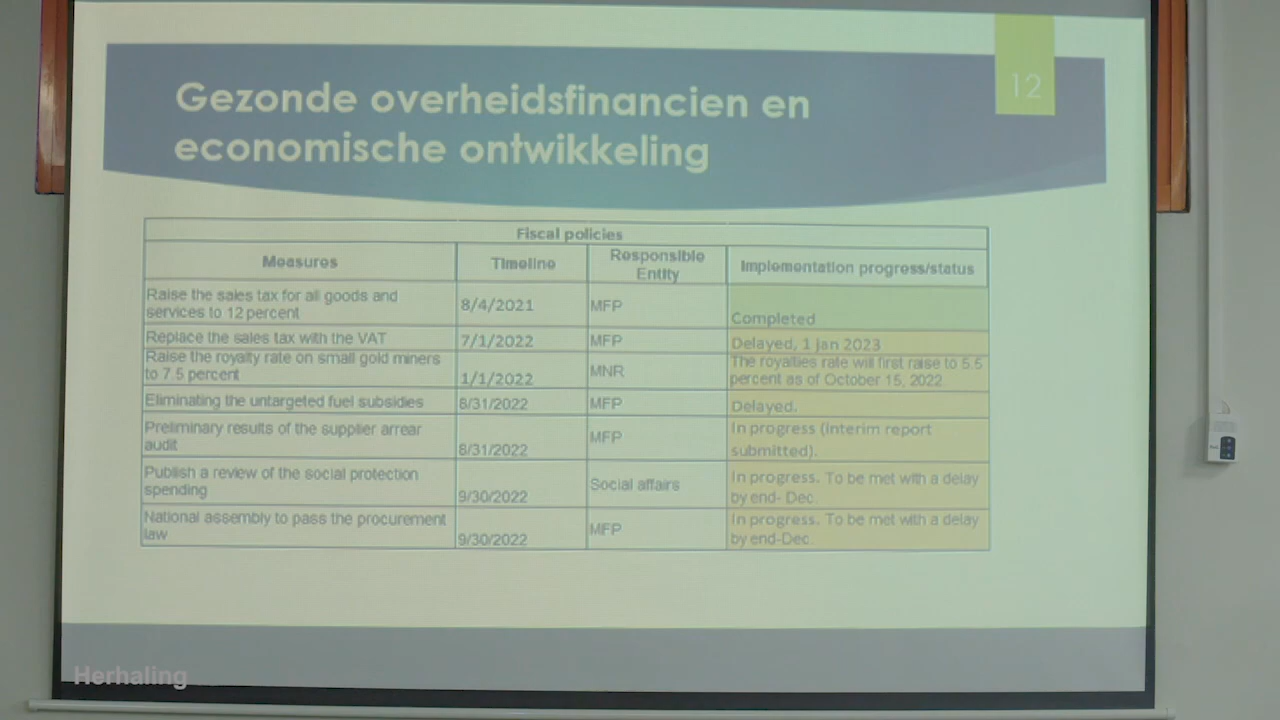 12
Gezonde overheidsfinancien en
economische ontwikkeling
Fiscal policies
Measures
Timeline
Responsible
Entity
Implementation progress/status
Raise the sales tax for all goods and
services to 12 percent
8/4/2021
MFP
Completed
Replace the sales tax with the VAT
7/1/2022
MFP
Delayed, 1 jan 2023
Raise the royalty rate on small gold miners
to 7.5 percent
1/1/2022
MNR
The royalties rate will first raise to 5.5
percent as of October 15, 2022
Eliminating the untargeted fuel subsidies
8/31/2022
MFP
Delayed.
Preliminary results of the supplier arrear
audit
8/31/2022
MFP
In progress (interim report
submitted).
Publish a review of the social protection
spending
9/30/2022
Social affairs
In progress. To be met with a delay
by end- Dec.
National assembly to pass the procurement
law
9/30/2022
MFP
In progress. To be met with a delay
by end-Dec.
Herhaling